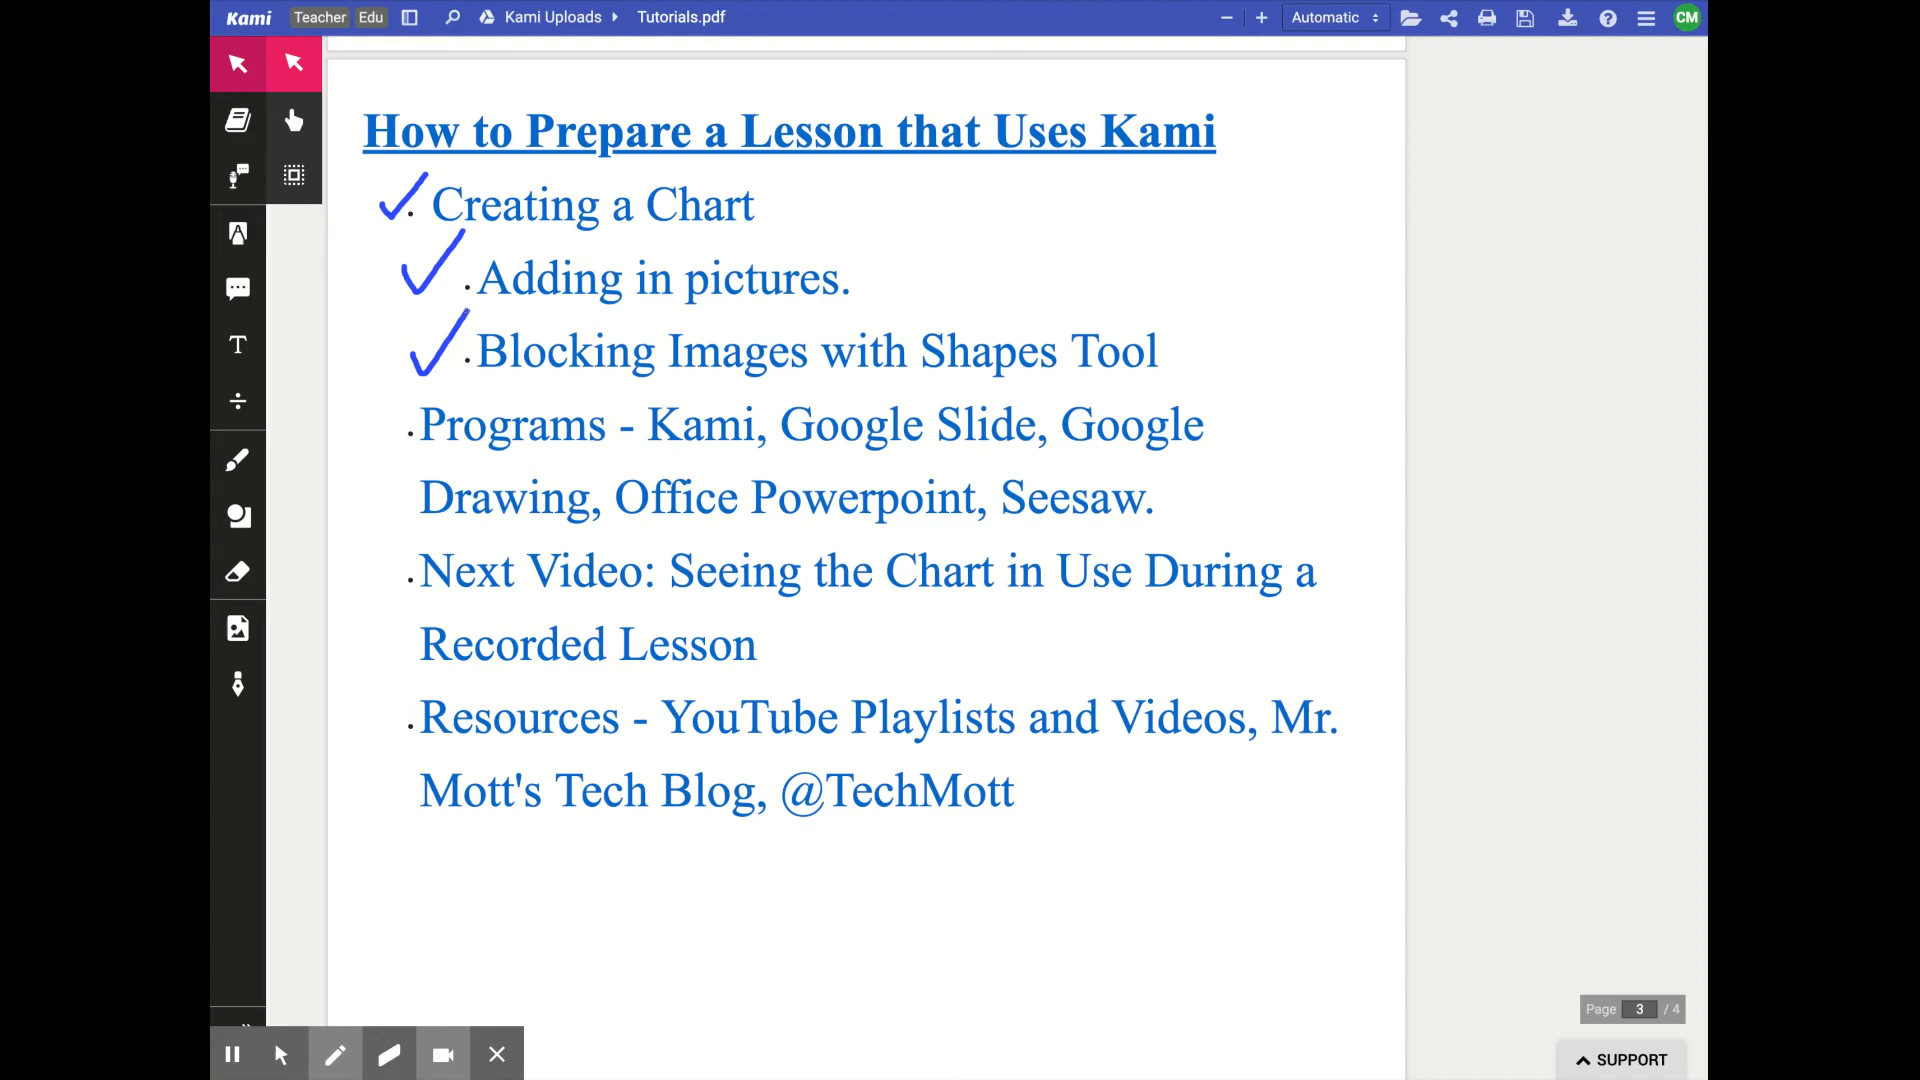 Kami Teacher Edu Kami Uploads Tutorials.pdf Automatic CM
How to Prepare a Lesson that Uses Kami
Creating a Chart
Adding in pictures.
Blocking Images with Shapes Tool
Programs - Kami, Google Slide, Google
Drawing, Office Powerpoint, Seesaw.
Next Video: Seeing the Chart in Use During a
Recorded Lesson
Resources - YouTube Playlists and Videos, Mr.
Mott's Tech Blog, @TechMott
Page 3 / 4
SUPPORT